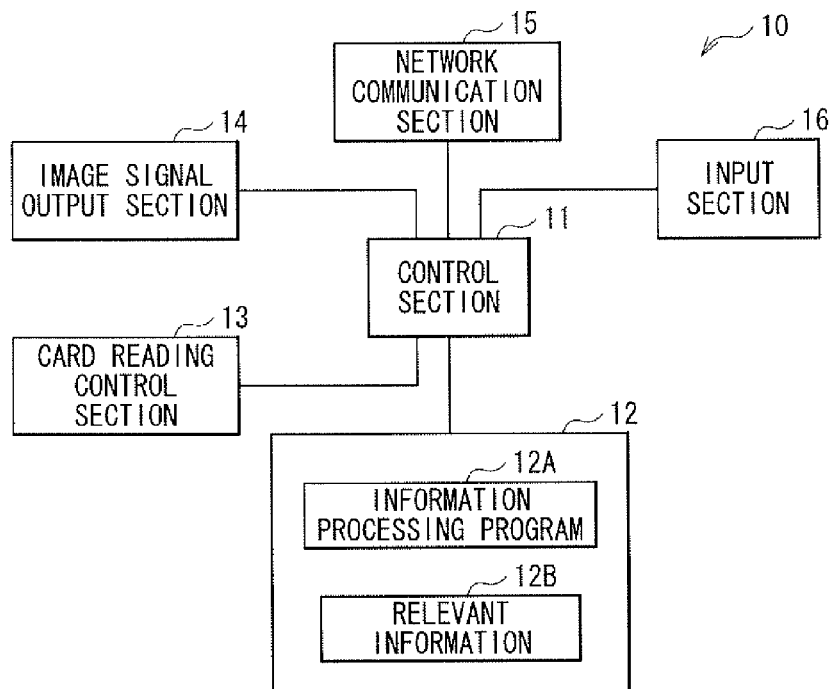 10
15
NETWORK
COMMUNICATION
SECTION
14
IMAGE SIGNAL
OUTPUT SECTION
16
INPUT
SECTION
11
CONTROL
SECTION
13
CARD READING
CONTROL
SECTION
12
12A
INFORMATION
PROCESSING PROGRAM
12B
RELEVANT
INFORMATION